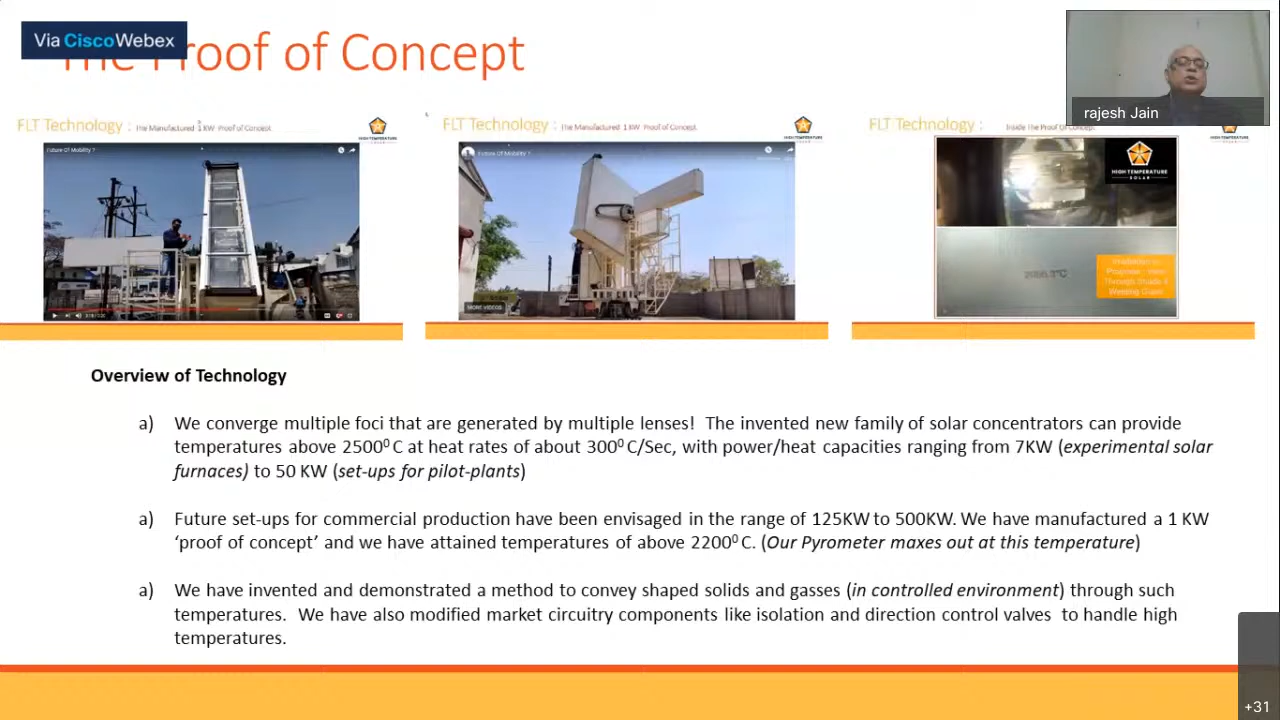 Via Cisco Webex
Proof of Concept
rajesh Jain
FLT Technology : The Manufactured 1 KW Proof of Concept
HIGH TEMPERATURE
SOLAR
Future Of Mobility ?
FLT Technology : The Manufactured 1 KW Proof of Concept
HIGH TEMPERATURE
SOLAR
Future Of Mobility ?
MORE VIDEOS
FLT Technology : Inside The Proof Of Concept
HIGH TEMPERATURE
SOLAR
HIGH TEMPERATURE
SOLAR
Through
Welding Glass
Overview of Technology
a) We converge multiple foci that are generated by multiple lenses! The invented new family of solar concentrators can provide
temperatures above 2500⁰ C at heat rates of about 300⁰ C/Sec, with power/heat capacities ranging from 7KW (experimental solar
furnaces) to 50 KW (set-ups for pilot-plants)
a) Future set-ups for commercial production have been envisaged in the range of 125KW to 500KW. We have manufactured a 1 KW
‘proof of concept’ and we have attained temperatures of above 2200⁰ C. (Our Pyrometer maxes out at this temperature)
a) We have invented and demonstrated a method to convey shaped solids and gasses (in controlled environment) through such
temperatures. We have also modified market circuitry components like isolation and direction control valves to handle high
temperatures.
+31